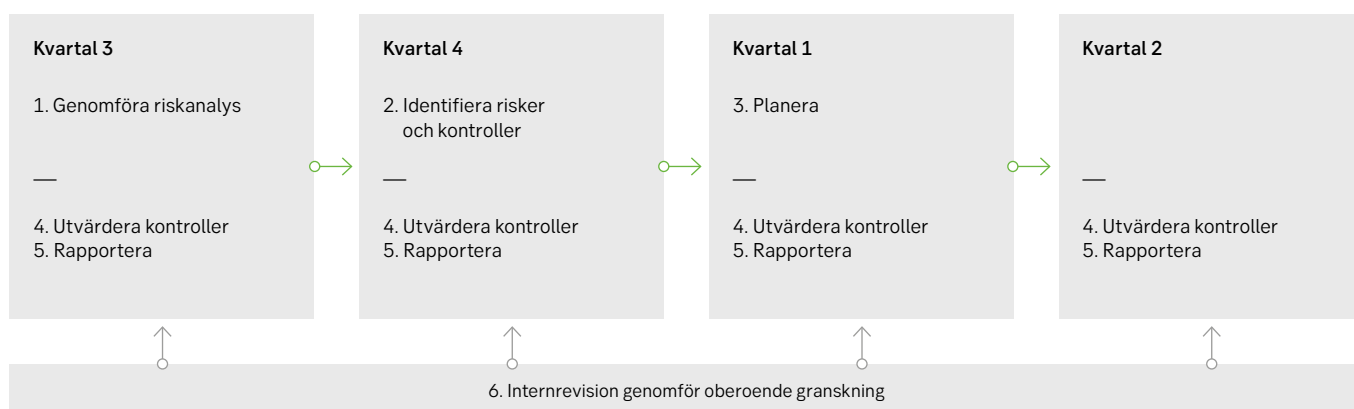 Kvartal 3
1. Genomföra riskanalys
—
4. Utvärdera kontroller
5. Rapportera
Kvartal 4
2. Identifiera risker
och kontroller
—
4. Utvärdera kontroller
5. Rapportera
Kvartal 1
3. Planera
—
4. Utvärdera kontroller
5. Rapportera
Kvartal 2
—
4. Utvärdera kontroller
5. Rapportera
6. Internrevision genomför oberoende granskning